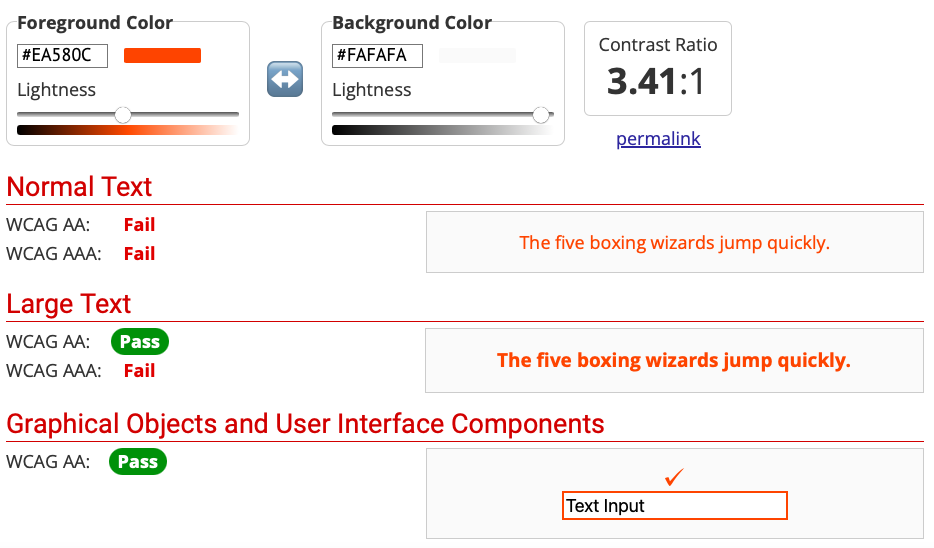 Foreground Color
#EA580C
Lightness
Background Color
#FAFAFA
Lightness
Contrast Ratio
3.41:1
permalink
Normal Text
WCAG AA: Fail
WCAG AAA: Fail
The five boxing wizards jump quickly.
Large Text
WCAG AA: Pass
WCAG AAA: Fail
The five boxing wizards jump quickly.
Graphical Objects and User Interface Components
WCAG AA: Pass
✓
Text Input